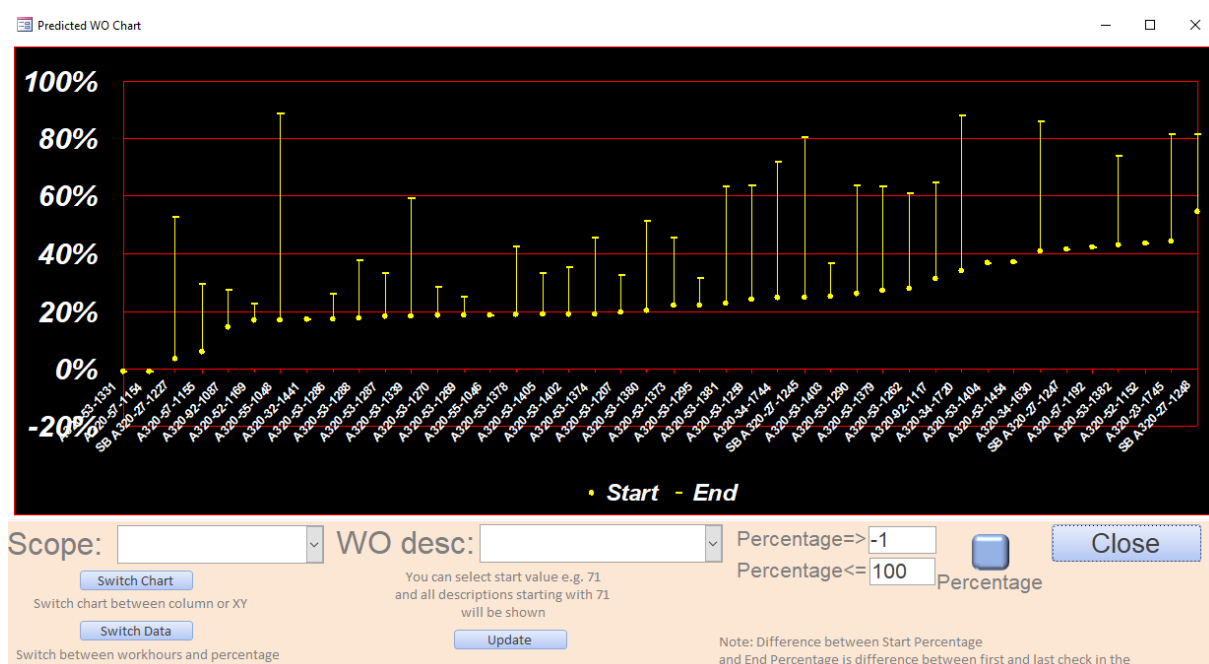 Predicted WO Chart
100%
80%
60%
40%
20%
0%
-20%
A320-53-1331
A320-57-1154
SB A320-27-1227
A320-57-1155
A320-92-1087
A320-52-1169
A320-55-1048
A320-32-1441
A320-53-1286
A320-53-1288
A320-53-1287
A320-53-1339
A320-53-1270
A320-53-1289
A320-55-1046
A320-53-1378
A320-53-1405
A320-53-1402
A320-53-1374
A320-53-1207
A320-53-1380
A320-53-1373
A320-53-1295
A320-53-1381
A320-53-1269
A320-34-1744
SB A320-27-1245
A320-53-1403
A320-53-1290
A320-53-1379
A320-53-1262
A320-92-1117
A320-34-1720
A320-53-1404
A320-53-1454
A320-34-1630
SB A320-27-1247
A320-57-1192
A320-53-1382
A320-52-1152
A320-23-1745
SB A320-27-1248
Start End
Scope:
WO desc:
Percentage=> -1
Percentage<= 100
Percentage
Close
Switch Chart
Switch chart between column or XY
Switch Data
Switch between workhours and percentage
You can select start value e.g. 71
and all descriptions starting with 71
will be shown
Update
Note: Difference between Start Percentage
and End Percentage is difference between first and last check in the